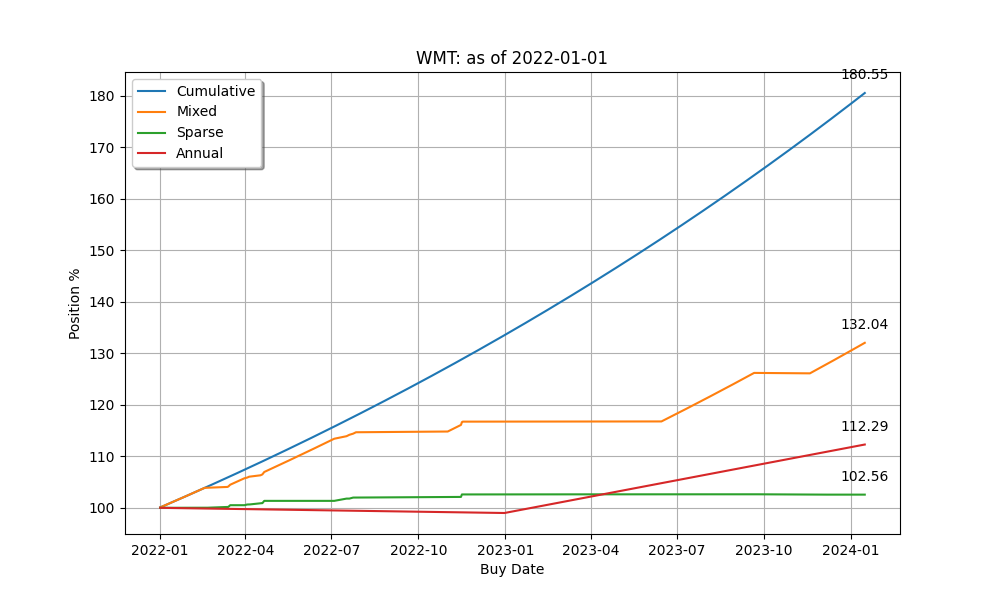 WMT: as of 2022-01-01
180.55
Cumulative
Mixed
Sparse
Annual
180
170
160
150
140
130
120
110
100
Position %
132.04
112.29
102.56
2022-01 2022-04 2022-07 2022-10 2023-01 2023-04 2023-07 2023-10 2024-01
Buy Date